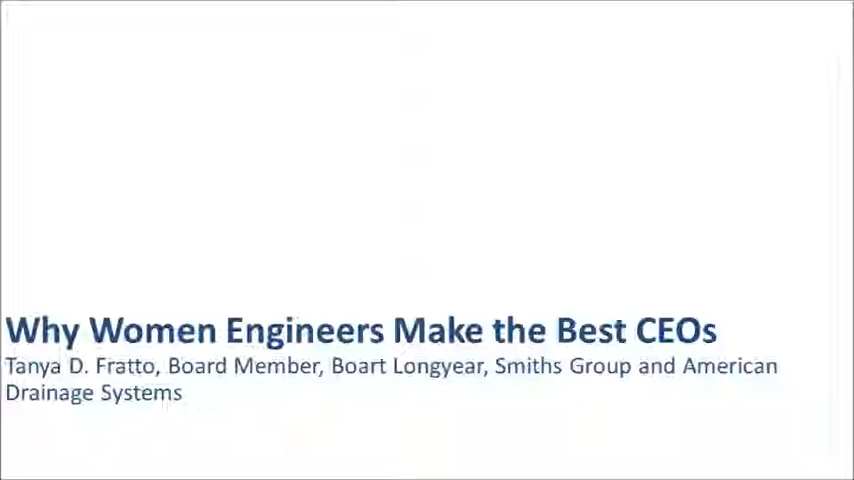 Why Women Engineers Make the Best CEOs
Tanya D. Fratto, Board Member, Boart Longyear, Smiths Group and American
Drainage Systems